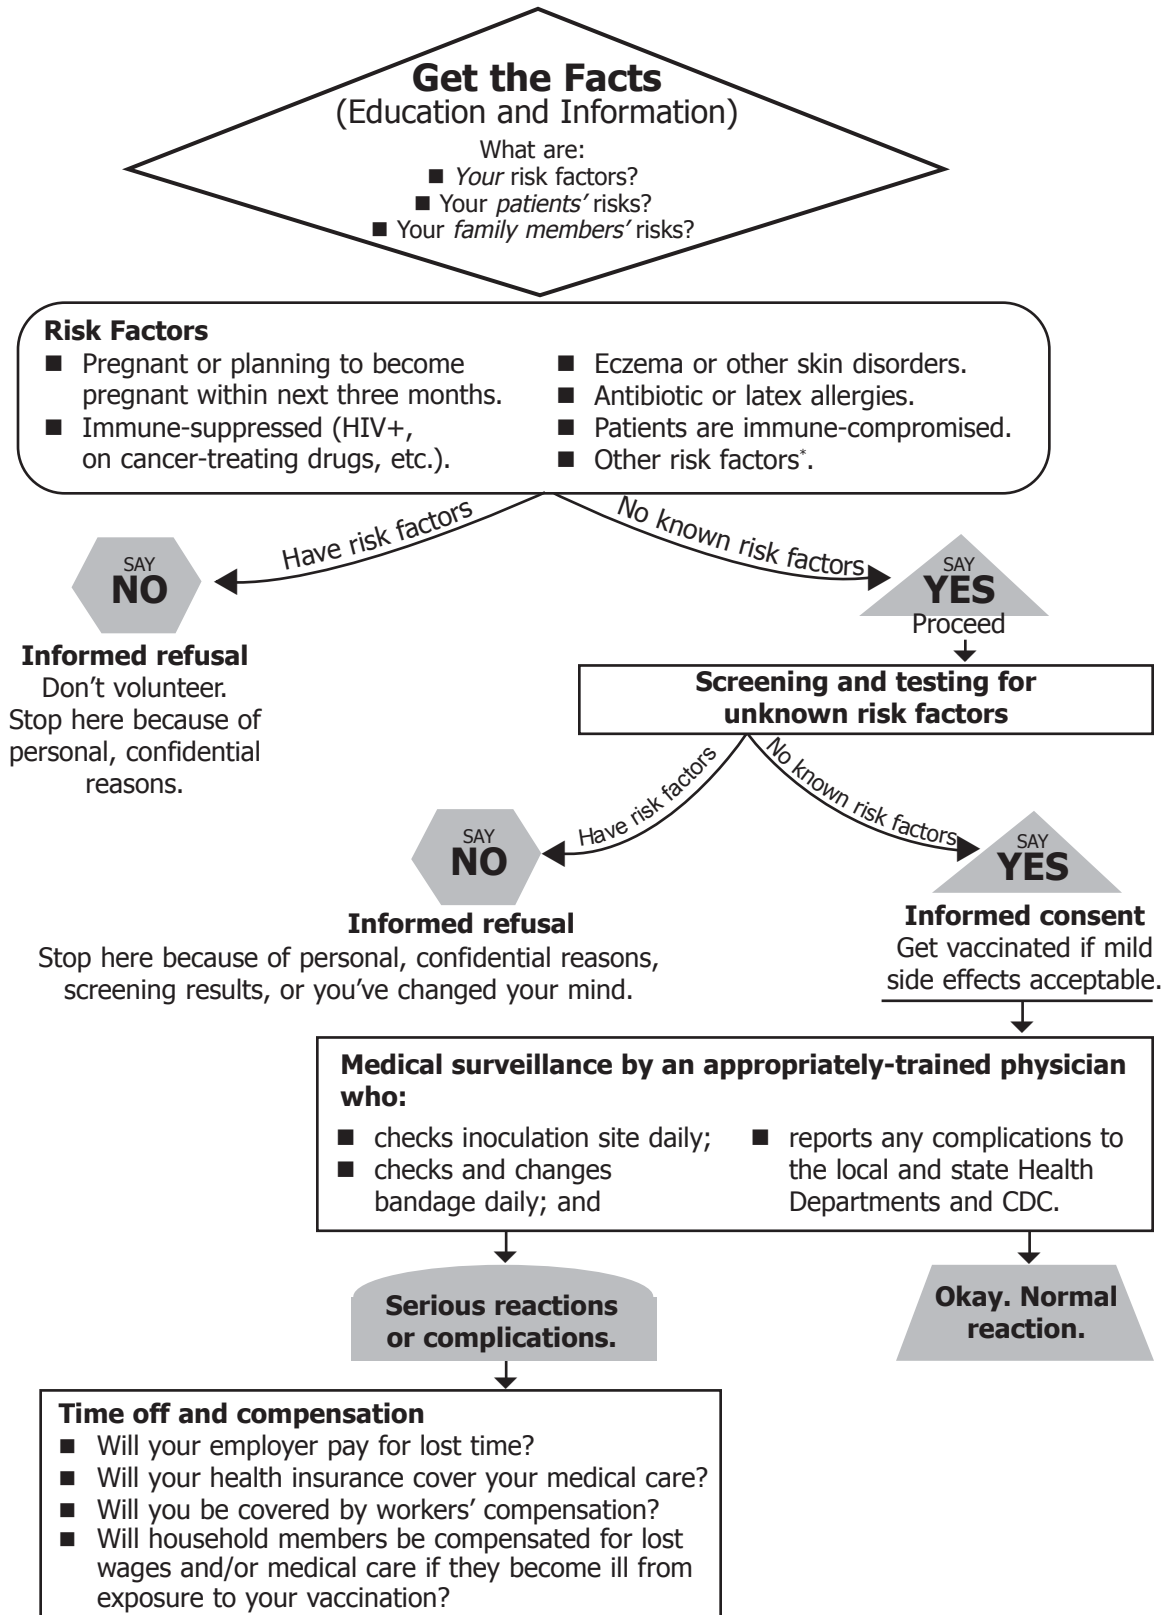 Get the Facts
(Education and Information)
What are:
■ Your risk factors?
■ Your patients' risks?
■ Your family members' risks?
Risk Factors
■ Pregnant or planning to become
pregnant within next three months.
■ Immune-suppressed (HIV+,
on cancer-treating drugs, etc.).
■ Eczema or other skin disorders.
■ Antibiotic or latex allergies.
■ Patients are immune-compromised.
■ Other risk factors*.
Have risk factors
No known risk factors
SAY
NO
Informed refusal
Don't volunteer.
Stop here because of
personal, confidential
reasons.
SAY
YES
Proceed
Screening and testing for
unknown risk factors
Have risk factors
No known risk factors
SAY
NO
Informed refusal
Stop here because of personal, confidential reasons,
screening results, or you've changed your mind.
SAY
YES
Informed consent
Get vaccinated if mild
side effects acceptable.
Medical surveillance by an appropriately-trained physician
who:
■ checks inoculation site daily;
■ checks and changes
bandage daily; and
■ reports any complications to
the local and state Health
Departments and CDC.
Serious reactions
or complications.
Okay. Normal
reaction.
Time off and compensation
■ Will your employer pay for lost time?
■ Will your health insurance cover your medical care?
■ Will you be covered by workers' compensation?
■ Will household members be compensated for lost
wages and/or medical care if they become ill from
exposure to your vaccination?